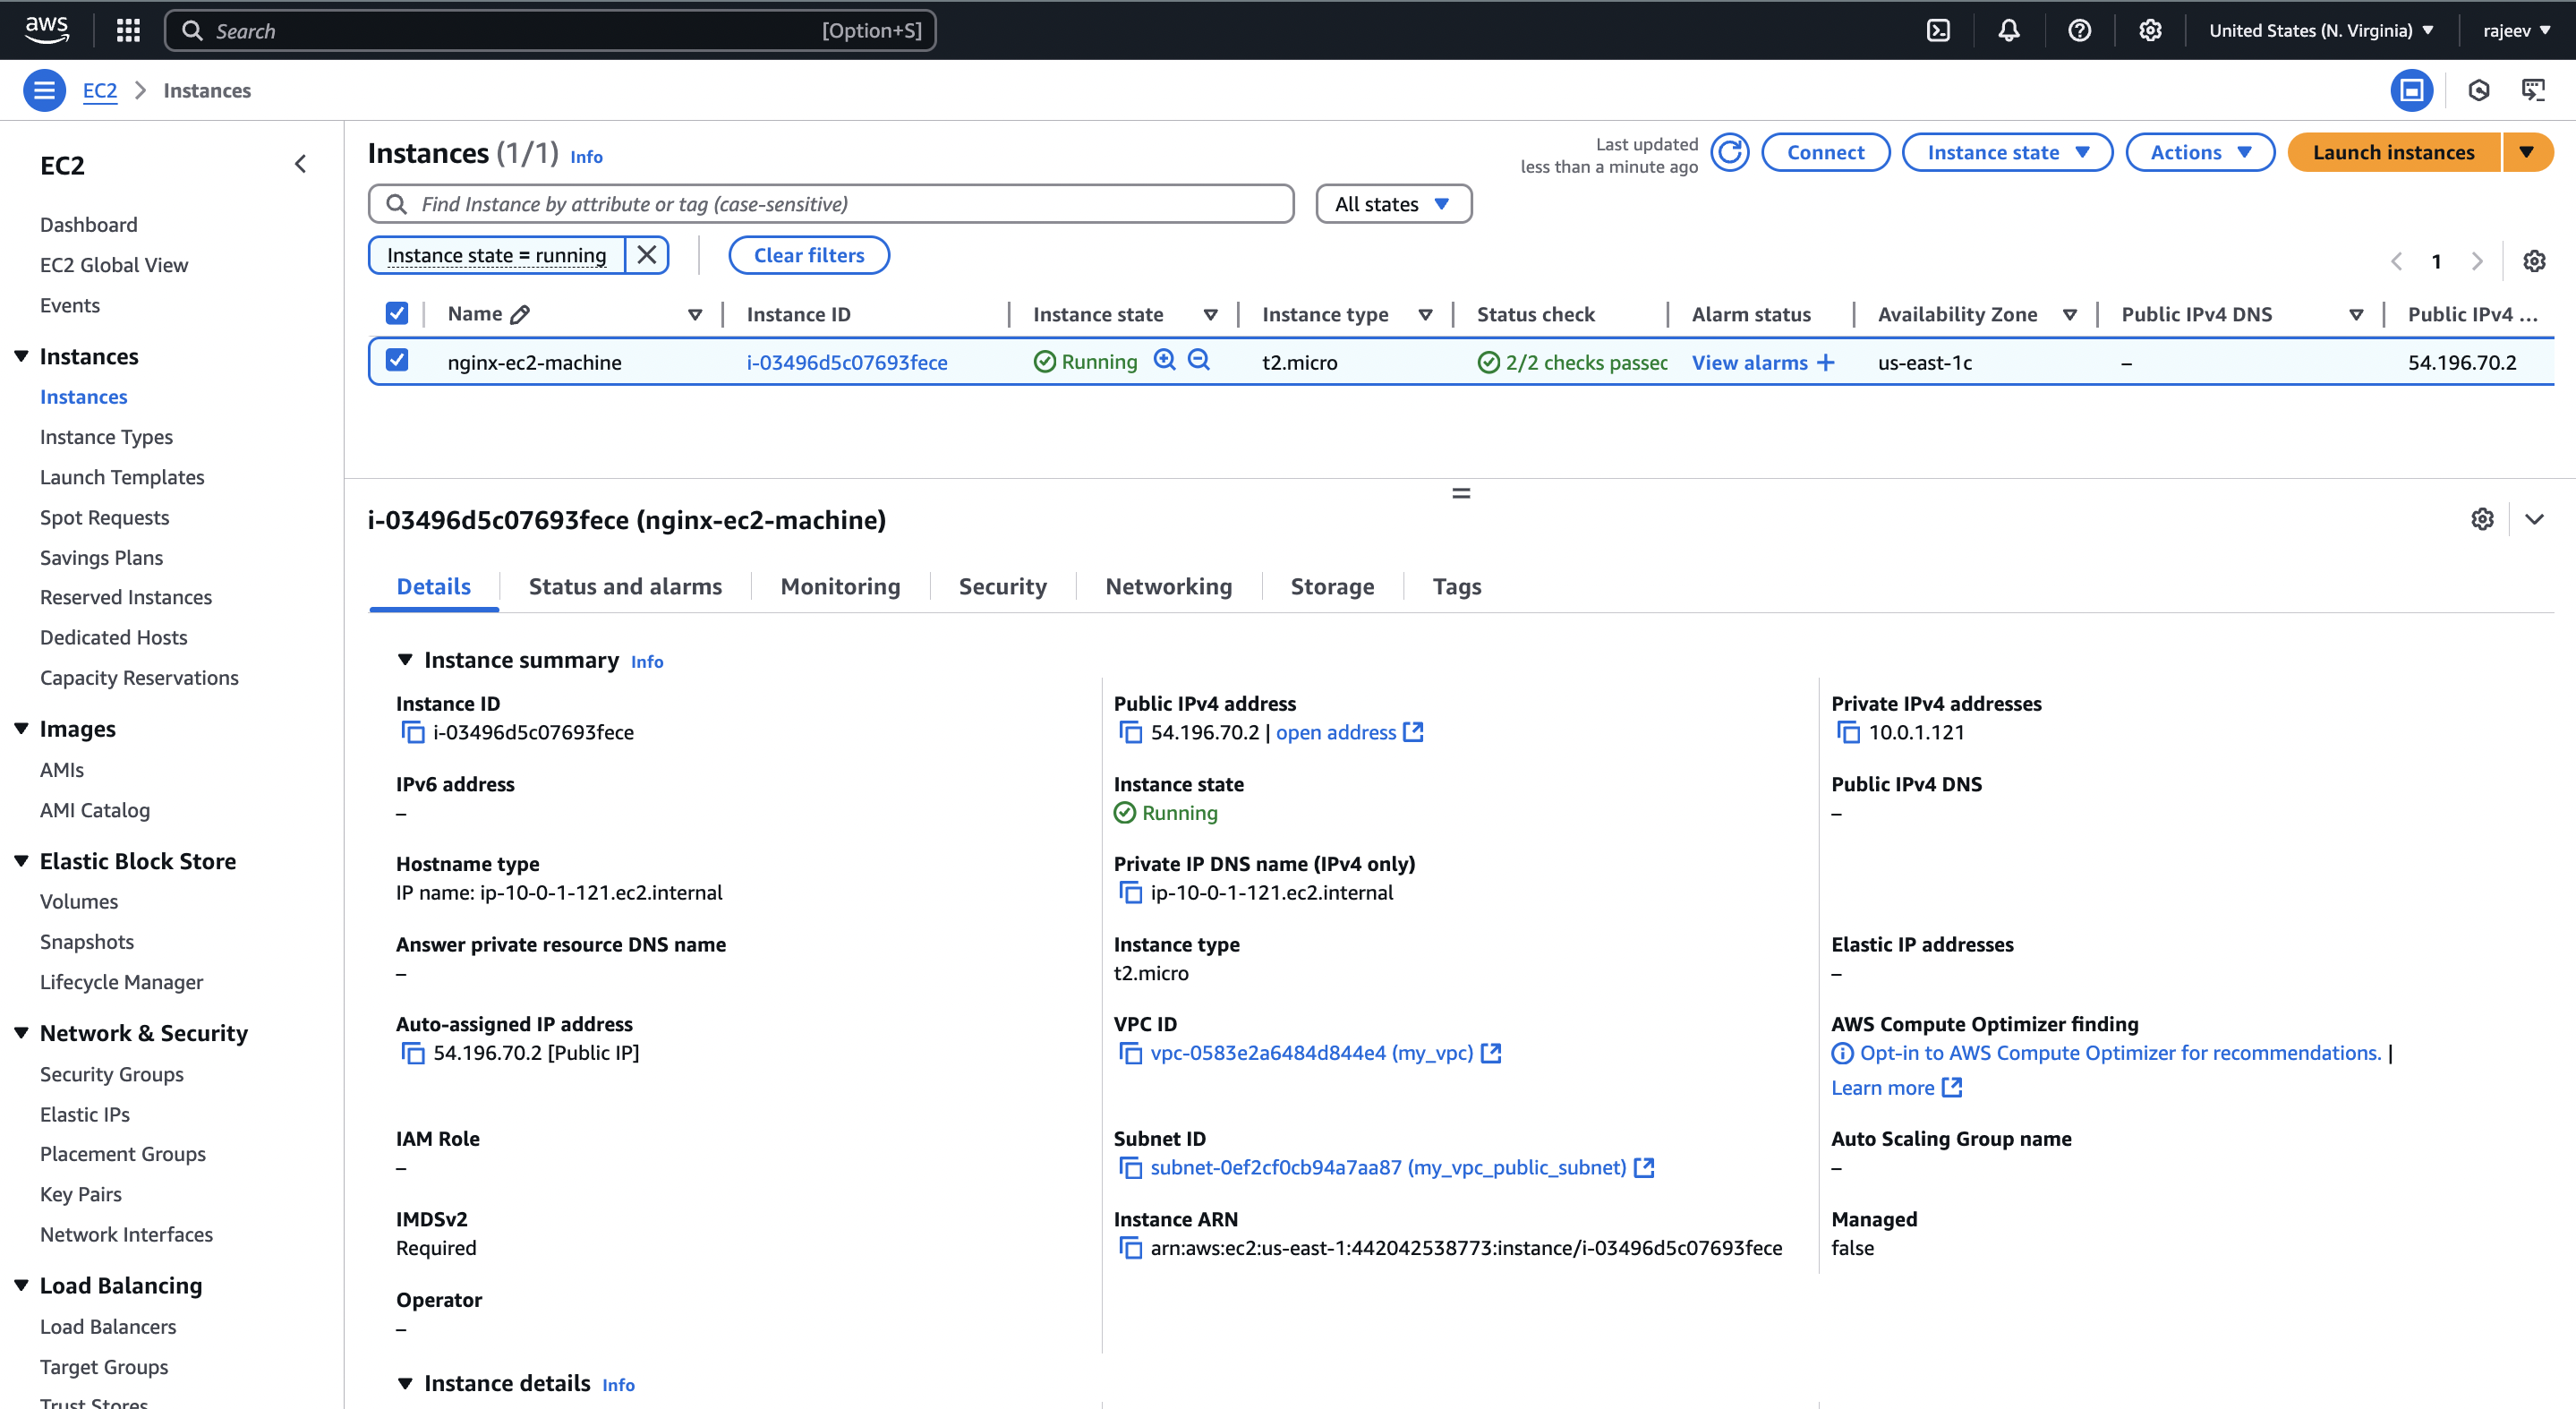 aws
Search [Option+S]
United States (N. Virginia)
rajeev
EC2
Instances
EC2
Dashboard
EC2 Global View
Events
Instances
Instances
Instance Types
Launch Templates
Spot Requests
Savings Plans
Reserved Instances
Dedicated Hosts
Capacity Reservations
Images
AMIs
AMI Catalog
Elastic Block Store
Volumes
Snapshots
Lifecycle Manager
Network & Security
Security Groups
Elastic IPs
Placement Groups
Key Pairs
Network Interfaces
Load Balancing
Load Balancers
Target Groups
Trust Stores
Instances (1/1) Info
Last updated
less than a minute ago
Connect
Instance state
Actions
Launch instances
Find Instance by attribute or tag (case-sensitive)
All states
Instance state = running
Clear filters
1
Name Instance ID Instance state Instance type Status check Alarm status Availability Zone Public IPv4 DNS Public IPv4 ...
nginx-ec2-machine i-03496d5c07693fece Running t2.micro 2/2 checks passec View alarms + us-east-1c – 54.196.70.2
i-03496d5c07693fece (nginx-ec2-machine)
Details Status and alarms Monitoring Security Networking Storage Tags
Instance summary Info
Instance ID
i-03496d5c07693fece
Public IPv4 address
54.196.70.2 | open address
Private IPv4 addresses
10.0.1.121
IPv6 address
–
Instance state
Running
Public IPv4 DNS
–
Hostname type
IP name: ip-10-0-1-121.ec2.internal
Private IP DNS name (IPv4 only)
ip-10-0-1-121.ec2.internal
Answer private resource DNS name
–
Instance type
t2.micro
Elastic IP addresses
–
Auto-assigned IP address
54.196.70.2 [Public IP]
VPC ID
vpc-0583e2a6484d844e4 (my_vpc)
AWS Compute Optimizer finding
Opt-in to AWS Compute Optimizer for recommendations. |
Learn more
IAM Role
–
Subnet ID
subnet-0ef2cf0cb94a7aa87 (my_vpc_public_subnet)
Auto Scaling Group name
–
IMDSv2
Required
Instance ARN
arn:aws:ec2:us-east-1:442042538773:instance/i-03496d5c07693fece
Managed
false
Operator
–
Instance details Info